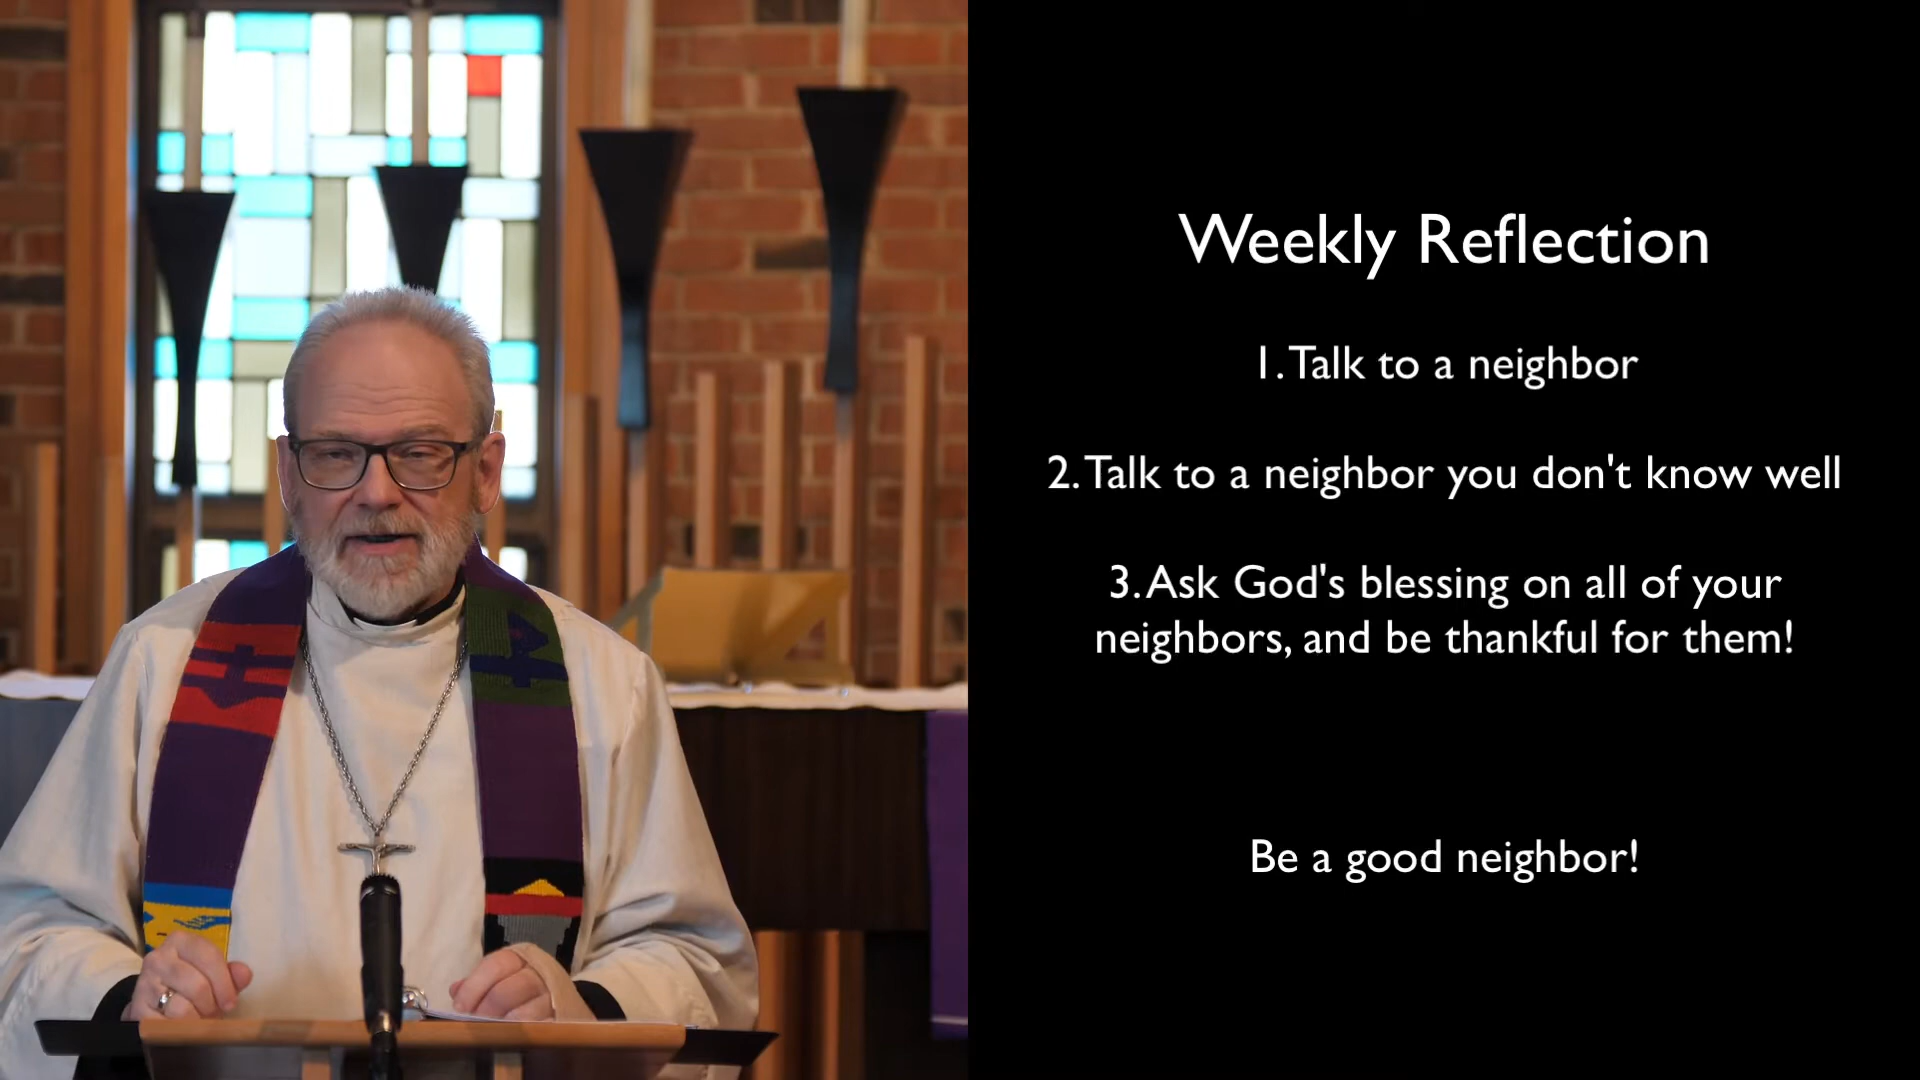 Weekly Reflection
1. Talk to a neighbor
2. Talk to a neighbor you don't know well
3. Ask God's blessing on all of your
neighbors, and be thankful for them!
Be a good neighbor!